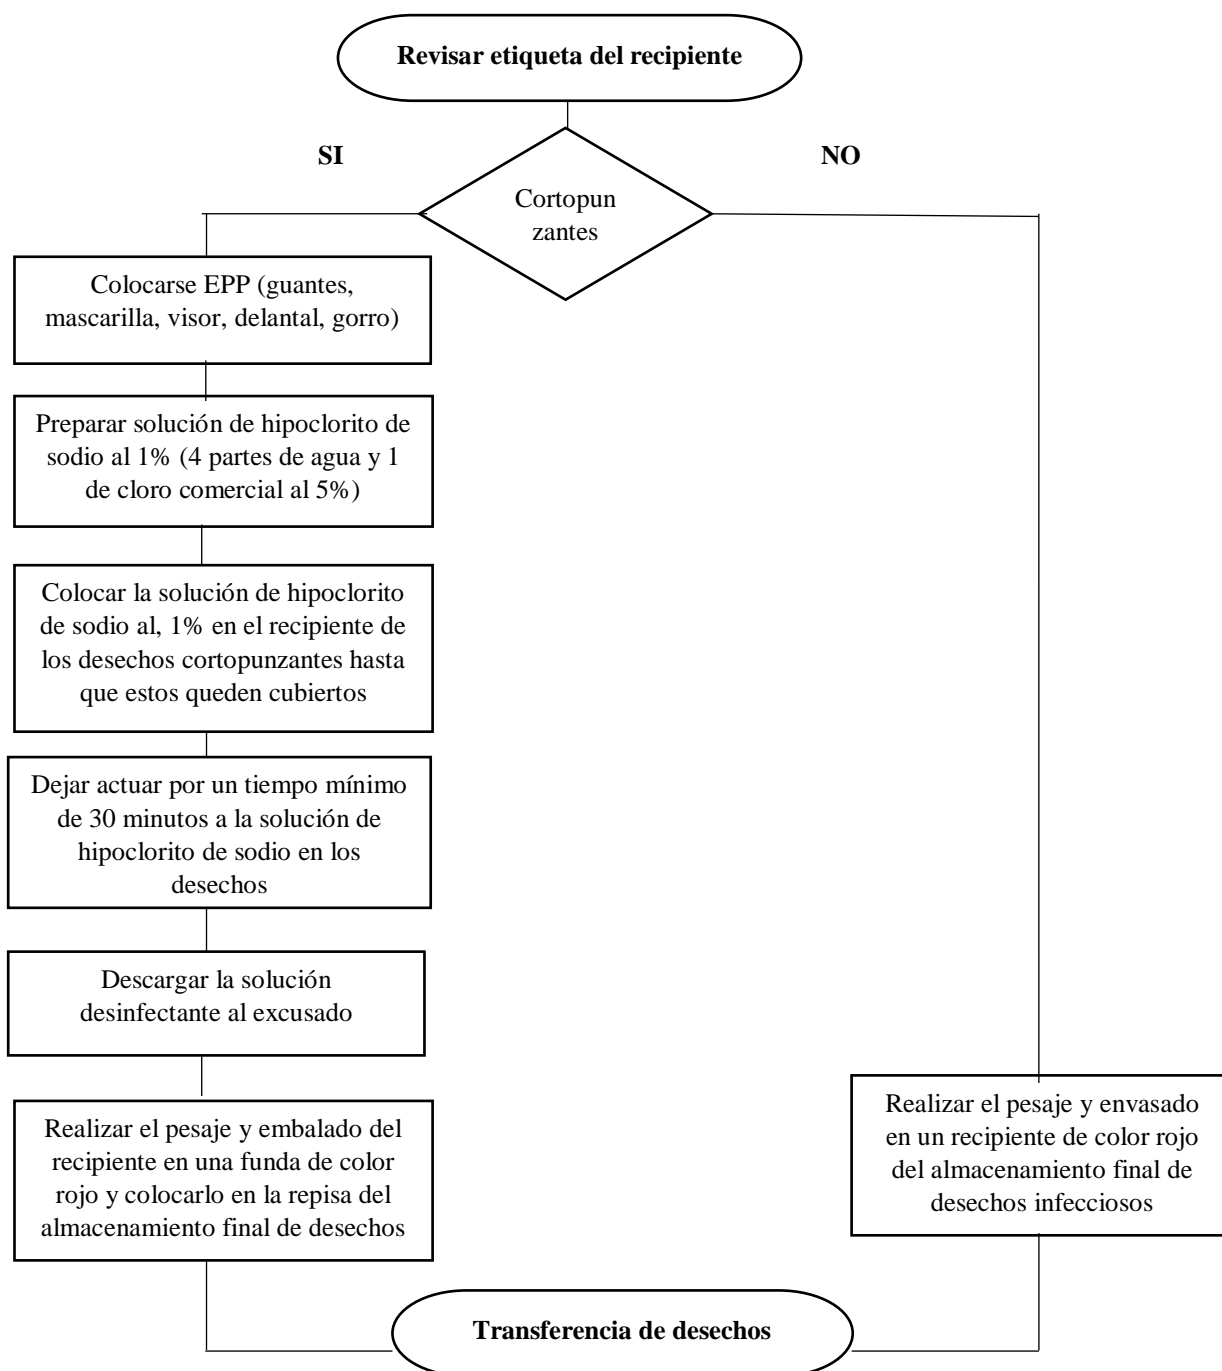 Revisar etiqueta del recipiente
SI
NO
Cortopun
zantes
Colocarse EPP (guantes,
mascarilla, visor, delantal, gorro)
Preparar solución de hipoclorito de
sodio al 1% (4 partes de agua y 1
de cloro comercial al 5%)
Colocar la solución de hipoclorito
de sodio al, 1% en el recipiente de
los desechos cortopunzantes hasta
que estos queden cubiertos
Dejar actuar por un tiempo mínimo
de 30 minutos a la solución de
hipoclorito de sodio en los
desechos
Descargar la solución
desinfectante al excusado
Realizar el pesaje y embalado del
recipiente en una funda de color
rojo y colocarlo en la repisa del
almacenamiento final de desechos
Realizar el pesaje y envasado
en un recipiente de color rojo
del almacenamiento final de
desechos infecciosos
Transferencia de desechos